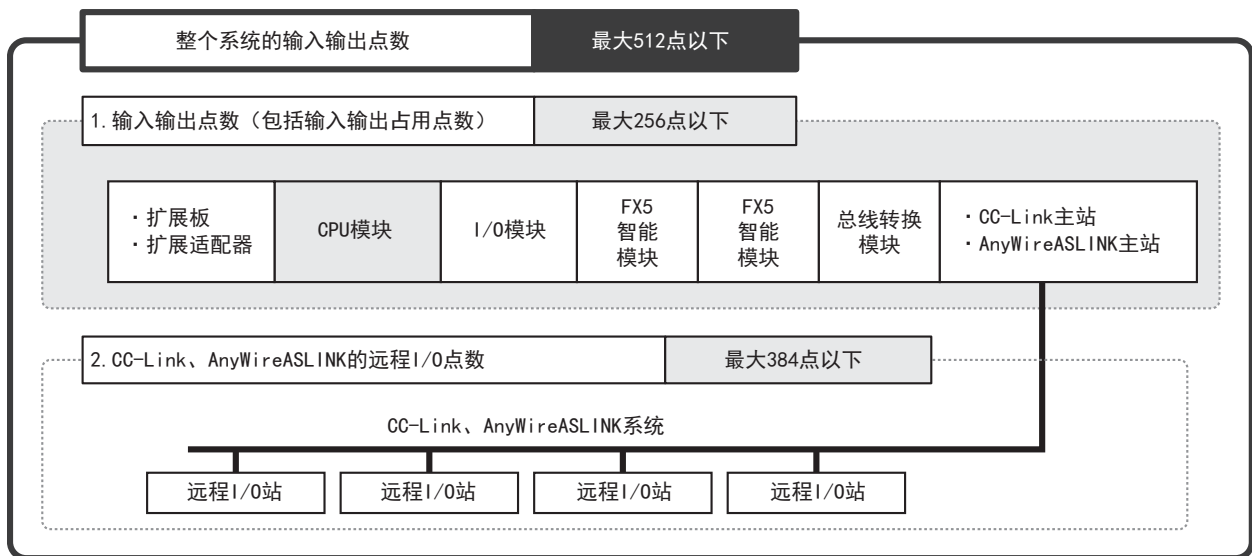 整个系统的输入输出点数
最大512点以下
1.输入输出点数（包括输入输出占用点数）
最大256点以下
・扩展板
・扩展适配器
CPU模块
I/O模块
FX5
智能
模块
FX5
智能
模块
总线转换
模块
・CC-Link主站
・AnyWireASLINK主站
2.CC-Link、AnyWireASLINK的远程I/O点数
最大384点以下
CC-Link、AnyWireASLINK系统
远程I/O站
远程I/O站
远程I/O站
远程I/O站